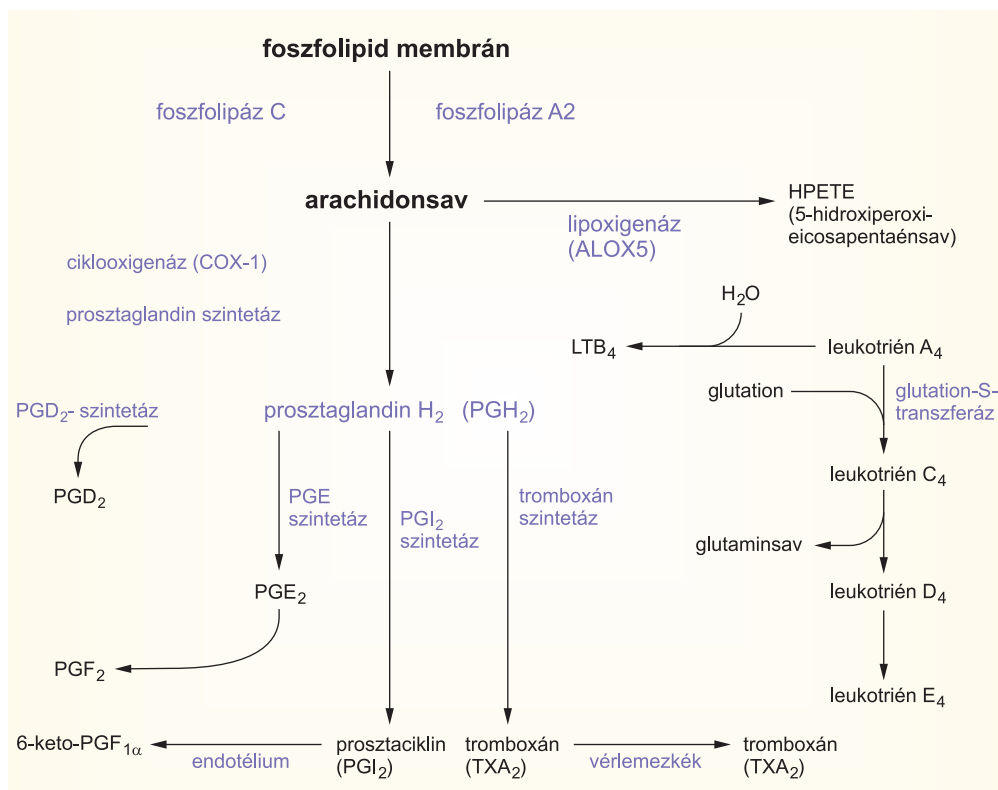 foszfolipid membrán
foszfolipáz C
foszfolipáz A2
arachidonsav
HPETE
(5-hidroxiperoxi-
eicosapentaénsav)
lipoxigenáz
(ALOX5)
ciklooxigenáz (COX-1)
prosztaglandin szintetáz
H₂O
LTB₄
leukotrién A₄
glutation
glutation-S-
transzferáz
PGD₂- szintetáz
prosztaglandin H₂ (PGH₂)
leukotrién C₄
PGD₂
PGE
szintetáz
PGI₂
szintetáz
tromboxán
szintetáz
glutaminsav
PGE₂
leukotrién D₄
PGF₂
leukotrién E₄
6-keto-PGF₁α
endotélium
prosztaciklin
(PGI₂)
tromboxán
(TXA₂)
vérlemezkék
tromboxán
(TXA₂)